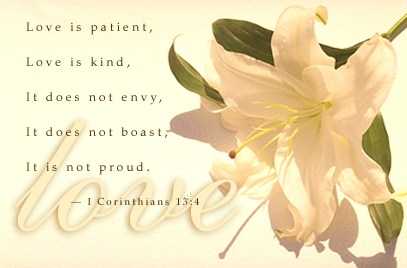 Love is patient,
Love is kind,
It does not envy,
It does not boast,
It is not proud.
love
— I Corinthians 13:4